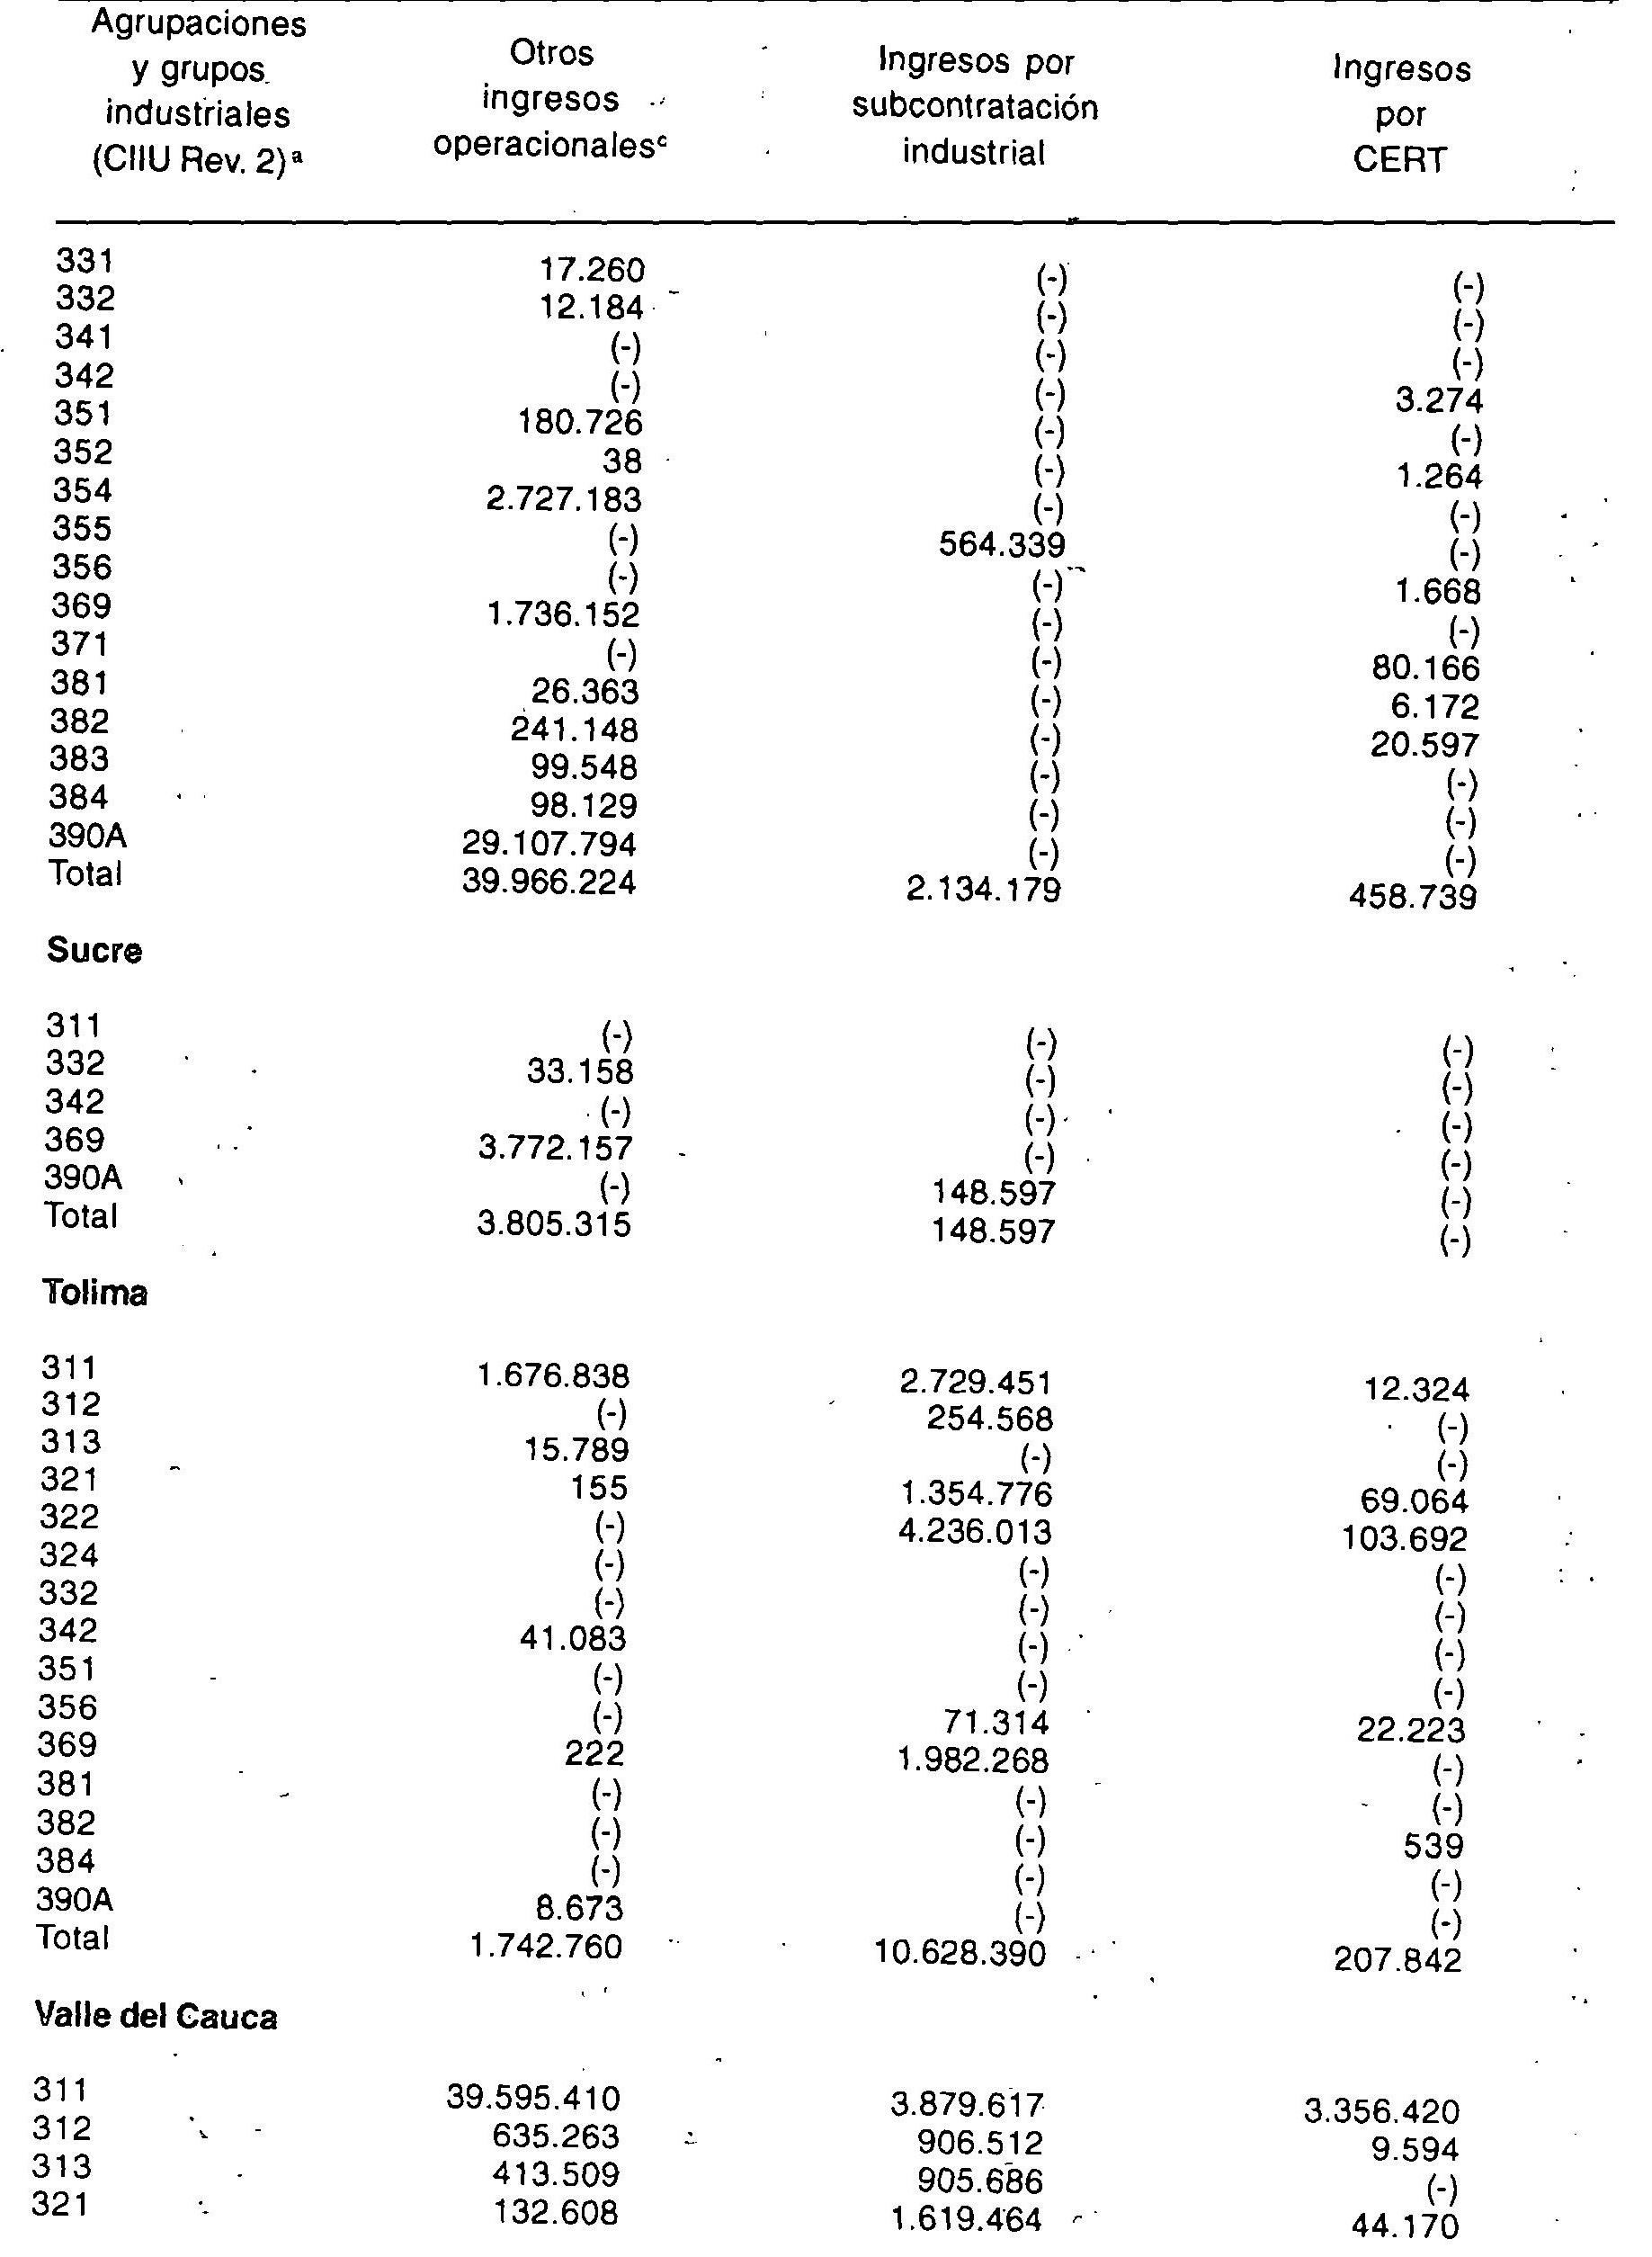 Agrupaciones y grupos industriales (CIIU Rev. 2)ª Otros ingresos operacionalesᶜ Ingresos por subcontratación industrial Ingresos por CERT
331 17.260 (-) (-)
332 12.184 (-) (-)
341 (-) (-) (-)
342 (-) (-) 3.274
351 180.726 (-) (-)
352 38 (-) 1.264
354 2.727.183 (-) (-)
355 (-) 564.339 (-)
356 (-) (-) 1.668
369 1.736.152 (-) (-)
371 (-) (-) 80.166
381 26.363 (-) 6.172
382 241.148 (-) 20.597
383 99.548 (-) (-)
384 98.129 (-) (-)
390A 29.107.794 (-) (-)
Total 39.966.224 2.134.179 458.739
Sucre
311 (-) (-) (-)
332 33.158 (-) (-)
342 (-) (-) (-)
369 3.772.157 (-) (-)
390A (-) 148.597 (-)
Total 3.805.315 148.597 (-)
Tolima
311 1.676.838 2.729.451 12.324
312 (-) 254.568 (-)
313 15.789 (-) (-)
321 155 1.354.776 69.064
322 (-) 4.236.013 103.692
324 (-) (-) (-)
332 (-) (-) (-)
342 41.083 (-) (-)
351 (-) (-) (-)
356 (-) 71.314 22.223
369 222 1.982.268 (-)
381 (-) (-) (-)
382 (-) (-) 539
384 (-) (-) (-)
390A 8.673 (-) (-)
Total 1.742.760 10.628.390 207.842
Valle del Cauca
311 39.595.410 3.879.617 3.356.420
312 635.263 906.512 9.594
313 413.509 905.686 (-)
321 132.608 1.619.464 44.170